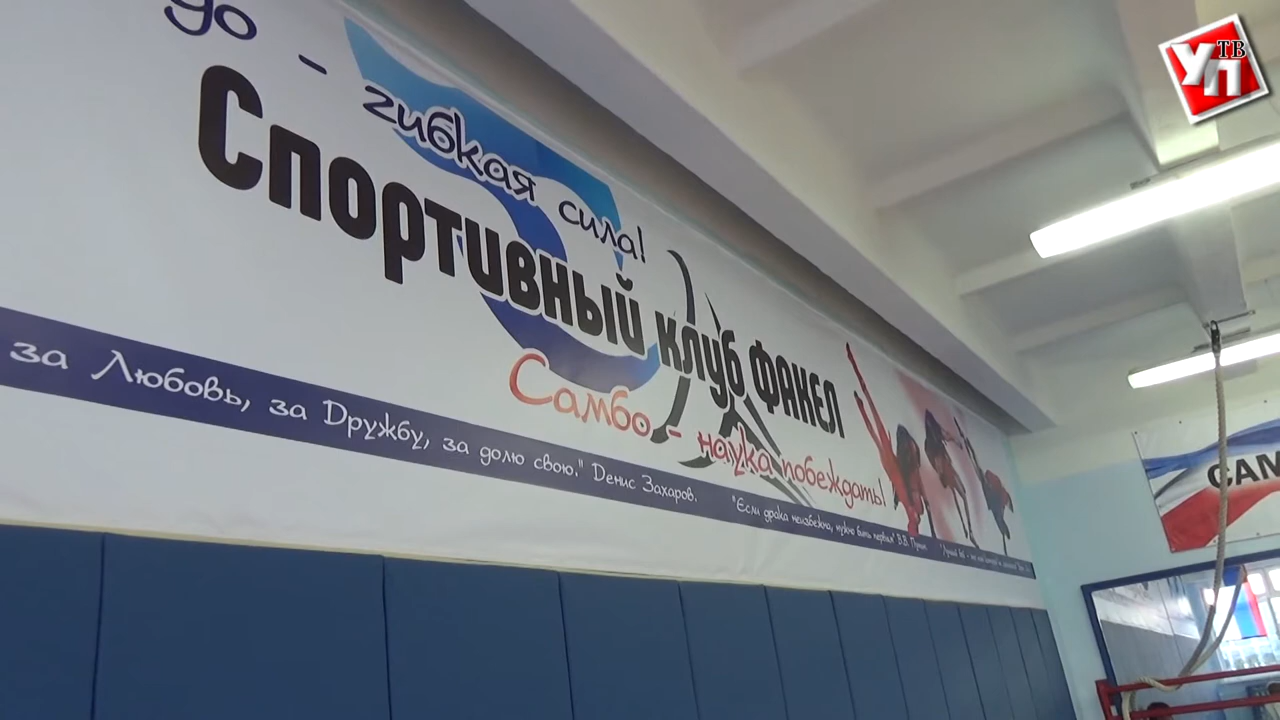 до - гибкая сила!
Спортивный клуб ФАКЕЛ
Самбо - наука побеждать!
за Любовь, за Дружбу, за долю свою." Денис Захаров. "Если драка неизбежна, нужно бить первым" В.В. Путин.
САМ
УП ТВ